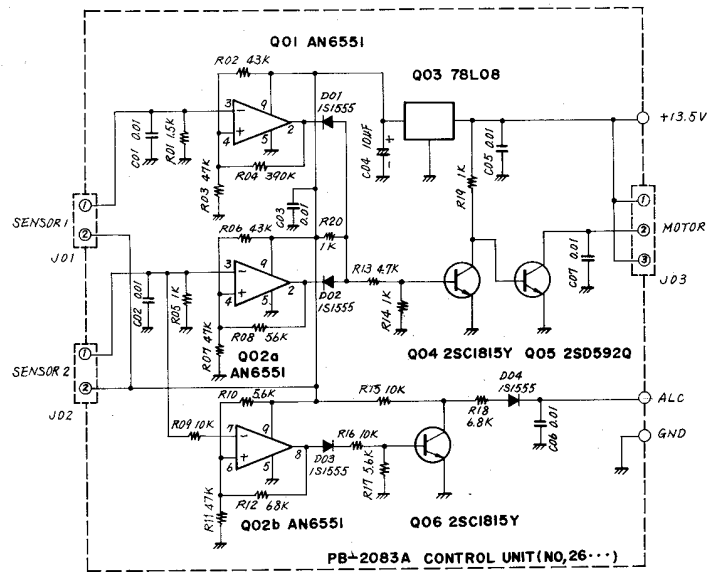 Q01 AN6551
R02 43K
Q03 78L08
D01
1S1555
3
9
4
5
2
+13.5V
C01 0.01
R01 1.5K
R04 390K
R03 47K
C03
0.01
C04 10µF
+
-
C05 0.01
R19 1K
1
SENSOR 1
2
J01
R06 43K
R20
1K
1
2
MOTOR
3
J03
C07 0.01
3
9
4
5
2
D02
1S1555
R13 4.7K
R14 1K
C02 0.01
R05 1K
R08 56K
R07 47K
Q02a
AN6551
Q04 2SC1815Y
Q05 2SD592Q
1
SENSOR 2
2
J02
R10 5.6K
R15 10K
D04
1S1555
R18
6.8K
ALC
C06 0.01
GND
R09 10K
7
9
6
5
8
D03
1S1555
R16 10K
R17 5.6K
R12 68K
R11 47K
Q02b AN6551
Q06 2SC1815Y
PB-2083A CONTROL UNIT(NO,26···)